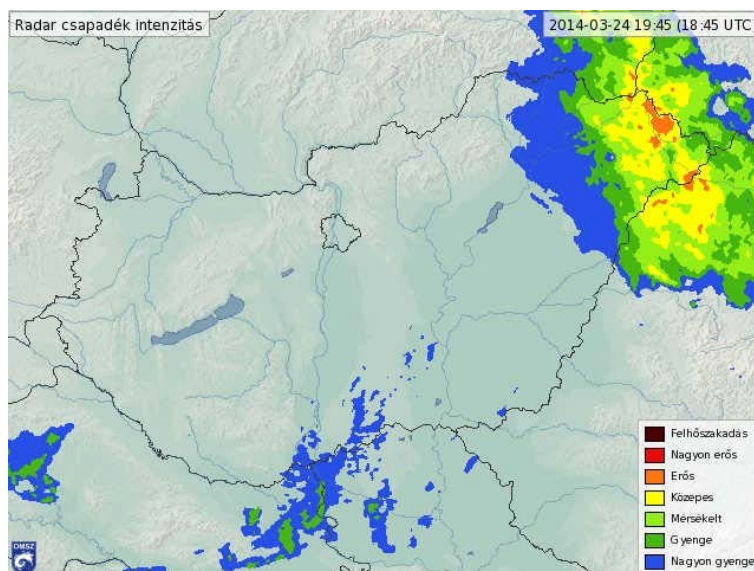 Radar csapadék intenzitás
2014-03-24 19:45 (18:45 UTC
Felhőszakadás
Nagyon erős
Erős
Közepes
Mérsékelt
Gyenge
Nagyon gyenge
OMSZ